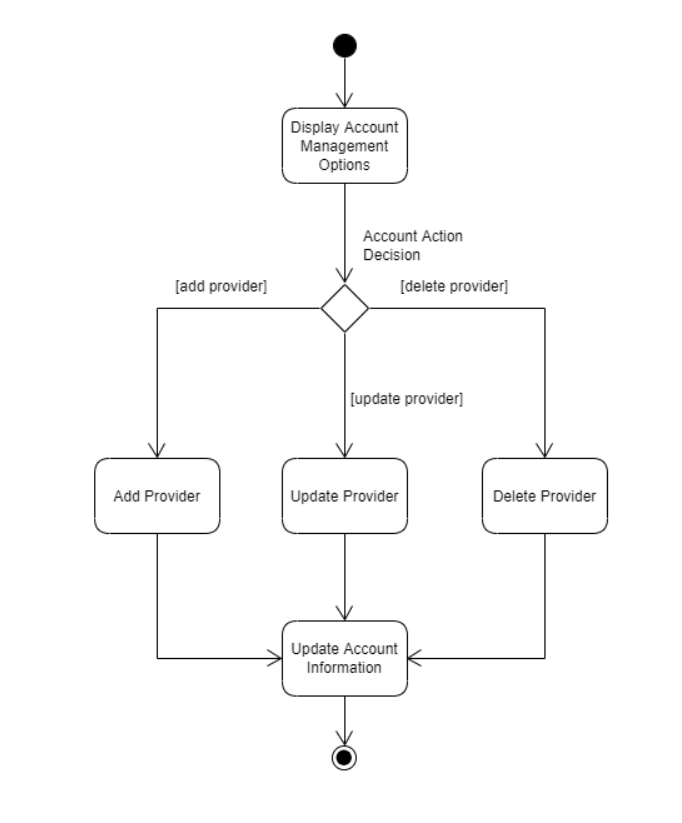 Display Account
Management
Options
Account Action
Decision
[add provider]
[delete provider]
[update provider]
Add Provider
Update Provider
Delete Provider
Update Account
Information